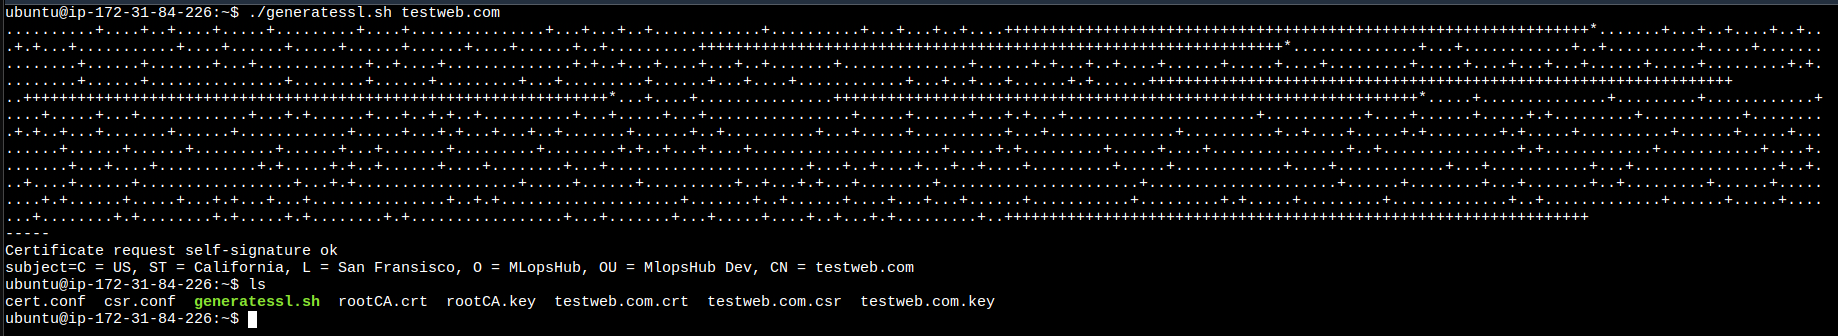 ubuntu@ip-172-31-84-226:~$ ./generatessl.sh testweb.com
-----
Certificate request self-signature ok
subject=C = US, ST = California, L = San Fransisco, O = MLopsHub, OU = MlopsHub Dev, CN = testweb.com
ubuntu@ip-172-31-84-226:~$ ls
cert.conf  csr.conf  generatessl.sh  rootCA.crt  rootCA.key  testweb.com.crt  testweb.com.csr  testweb.com.key
ubuntu@ip-172-31-84-226:~$